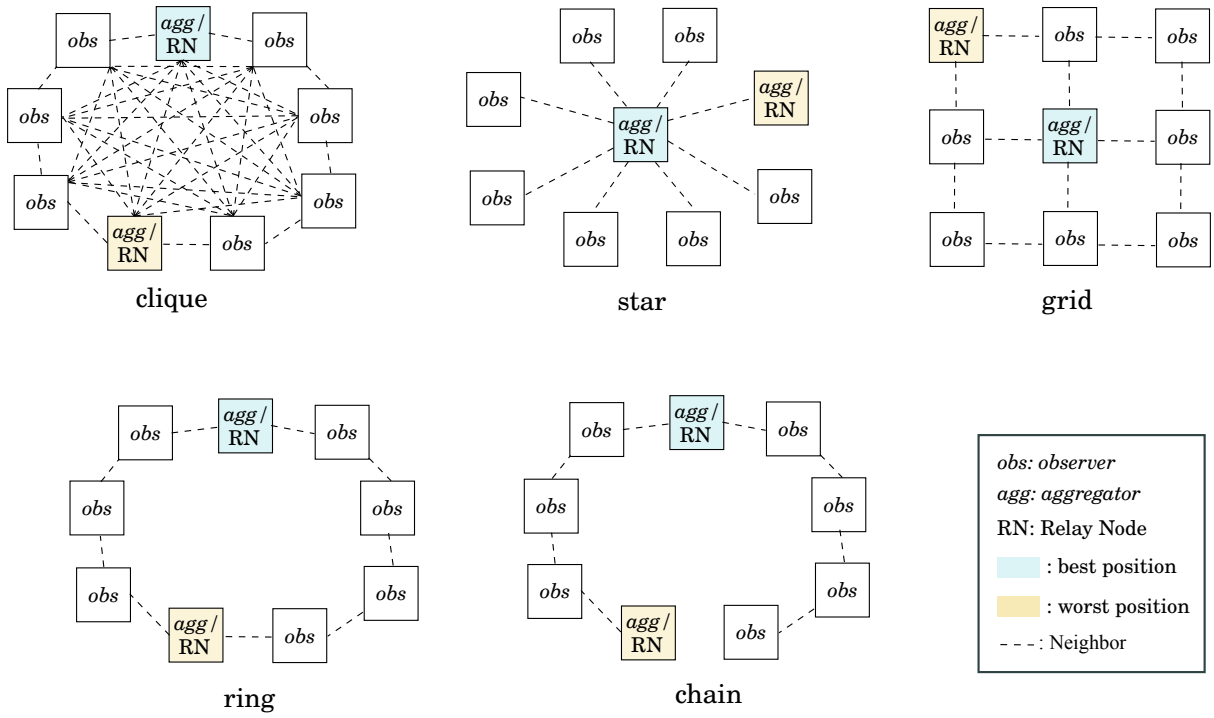 obs
agg /
RN
obs
obs
obs
obs
obs
agg /
RN
obs
clique
obs
obs
obs
agg /
RN
agg /
RN
obs
obs
obs
obs
star
agg /
RN
obs
obs
obs
agg /
RN
obs
obs
obs
obs
grid
obs
agg /
RN
obs
obs
obs
obs
obs
agg /
RN
obs
ring
obs
agg /
RN
obs
obs
obs
obs
obs
agg /
RN
obs
chain
obs: observer
agg: aggregator
RN: Relay Node
: best position
: worst position
: Neighbor